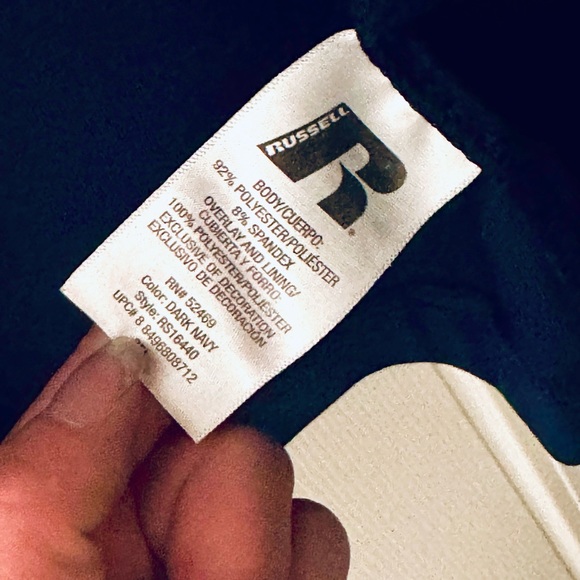 RUSSELL
R
BODY/CUERPO:
92% POLYESTER/POLIÉSTER
8% SPANDEX
OVERLAY AND LINING/
CUBIERTA Y FORRO:
100% POLYESTER/POLIÉSTER
EXCLUSIVE OF DECORATION
EXCLUSIVO DE DECORACIÓN
RN# 52469
Color: DARK NAVY
Style: RS16440
UPC# 8 8496808712